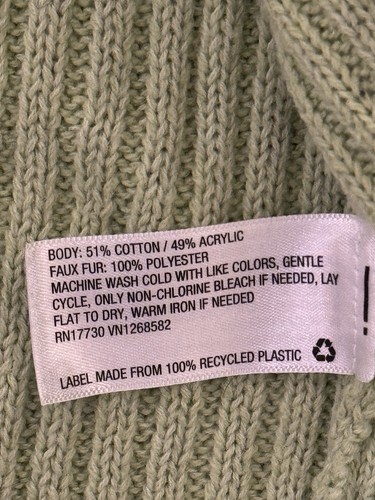 BODY: 51% COTTON / 49% ACRYLIC
FAUX FUR: 100% POLYESTER
MACHINE WASH COLD WITH LIKE COLORS, GENTLE
CYCLE, ONLY NON-CHLORINE BLEACH IF NEEDED, LAY
FLAT TO DRY, WARM IRON IF NEEDED
RN17730 VN1268582
LABEL MADE FROM 100% RECYCLED PLASTIC